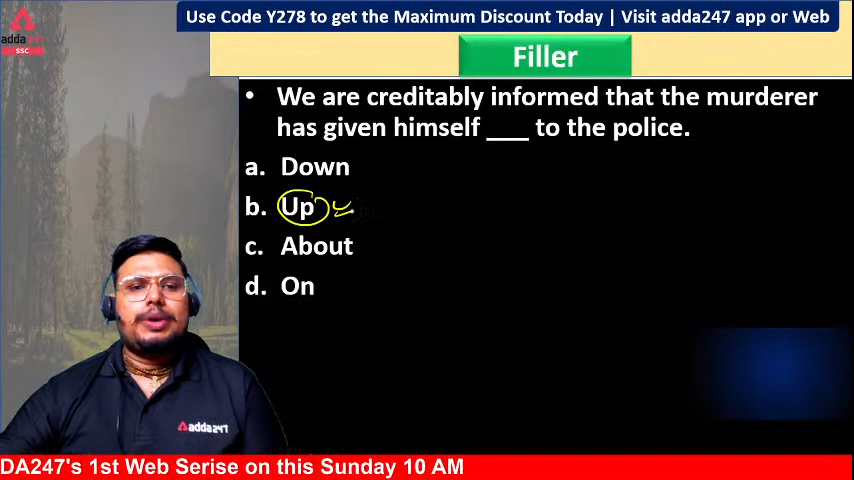 Use Code Y278 to get the Maximum Discount Today | Visit adda247 app or Web
adda247
SSC
Filler
• We are creditably informed that the murderer
has given himself ___ to the police.
a. Down
b. Up
c. About
d. On
adda247
DA247's 1st Web Serise on this Sunday 10 AM